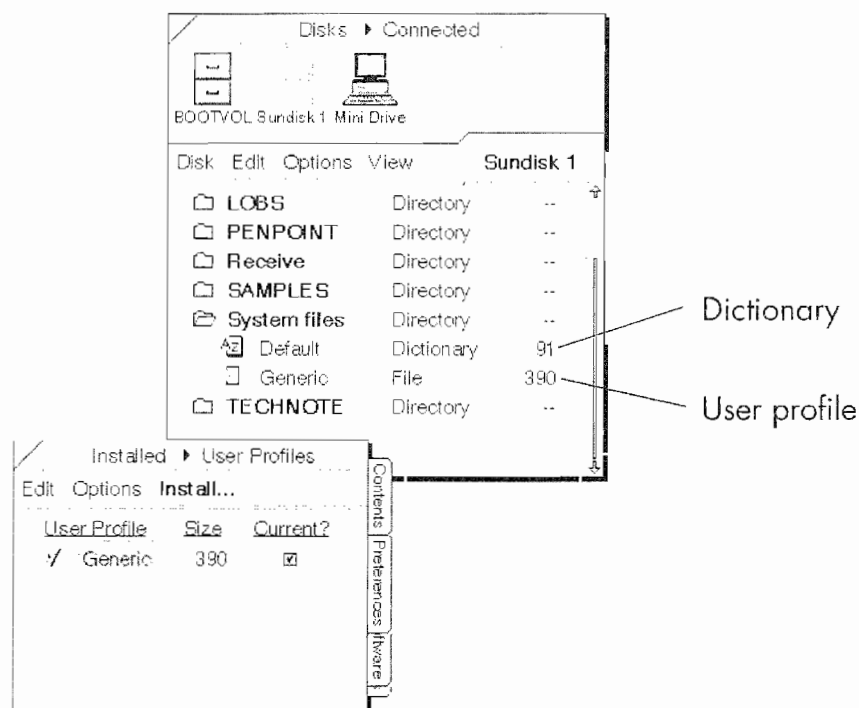 Disks ▸ Connected
BOOTVOL Sundisk 1 Mini Drive
Disk Edit Options View Sundisk 1
LOBS Directory --
PENPOINT Directory --
Receive Directory --
SAMPLES Directory --
System files Directory --
AZ Default Dictionary 91
Generic File 390
TECHNOTE Directory --
Dictionary
User profile
Installed ▸ User Profiles
Edit Options Install...
User Profile Size Current?
Generic 390
Contents
Preferences
ftware